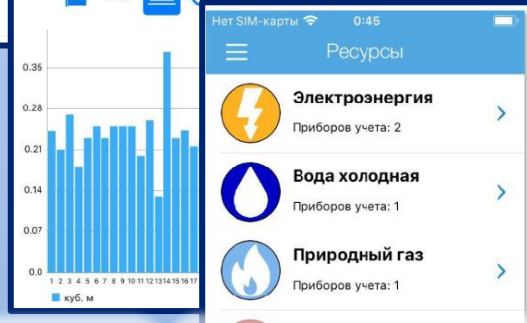 0.35
0.28
0.21
0.14
0.07
0.0
1 2 3 4 5 6 7 8 9 10 11 12 13 14 15 16 17
куб. м
Нет SIM-карты 0:45
Ресурсы
Электроэнергия
Приборов учета: 2
Вода холодная
Приборов учета: 1
Природный газ
Приборов учета: 1